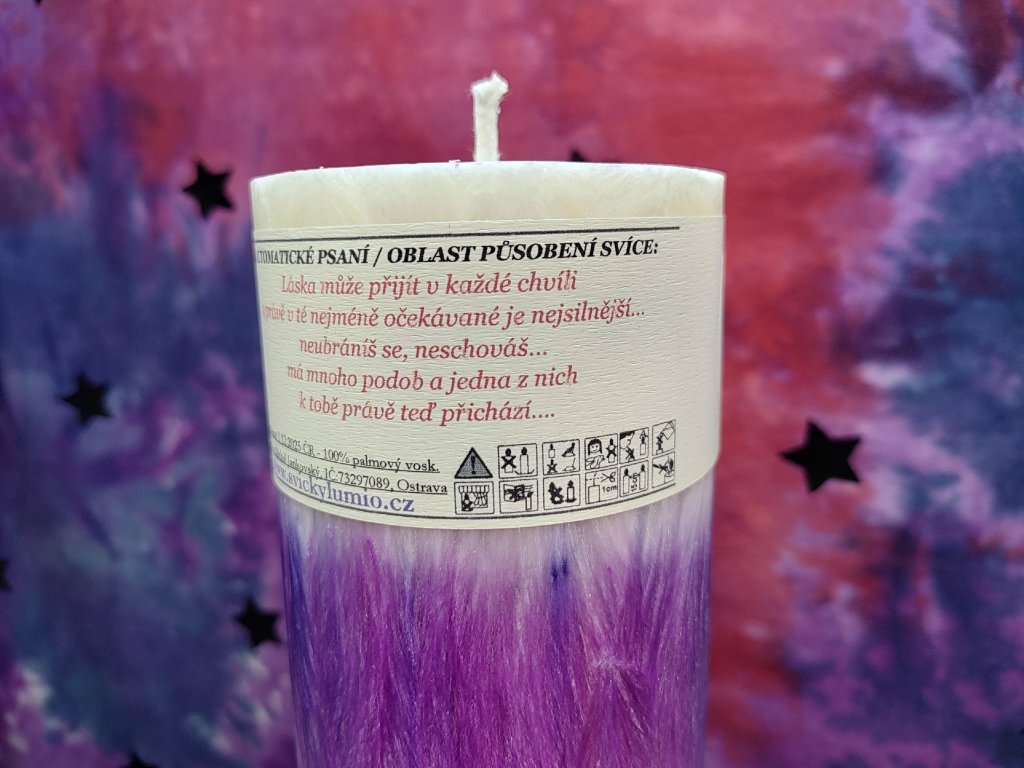 AUTOMATICKÉ PSANÍ / OBLAST PŮSOBENÍ SVÍCE:
Láska může přijít v každé chvíli
a právě v té nejméně očekávané je nejsilnější...
neubráníš se, neschováš...
má mnoho podob a jedna z nich
k tobě právě teď přichází....
2025 ČR - 100% palmový vosk.
IČ:73297089, Ostrava
www.svickylumio.cz
1cm